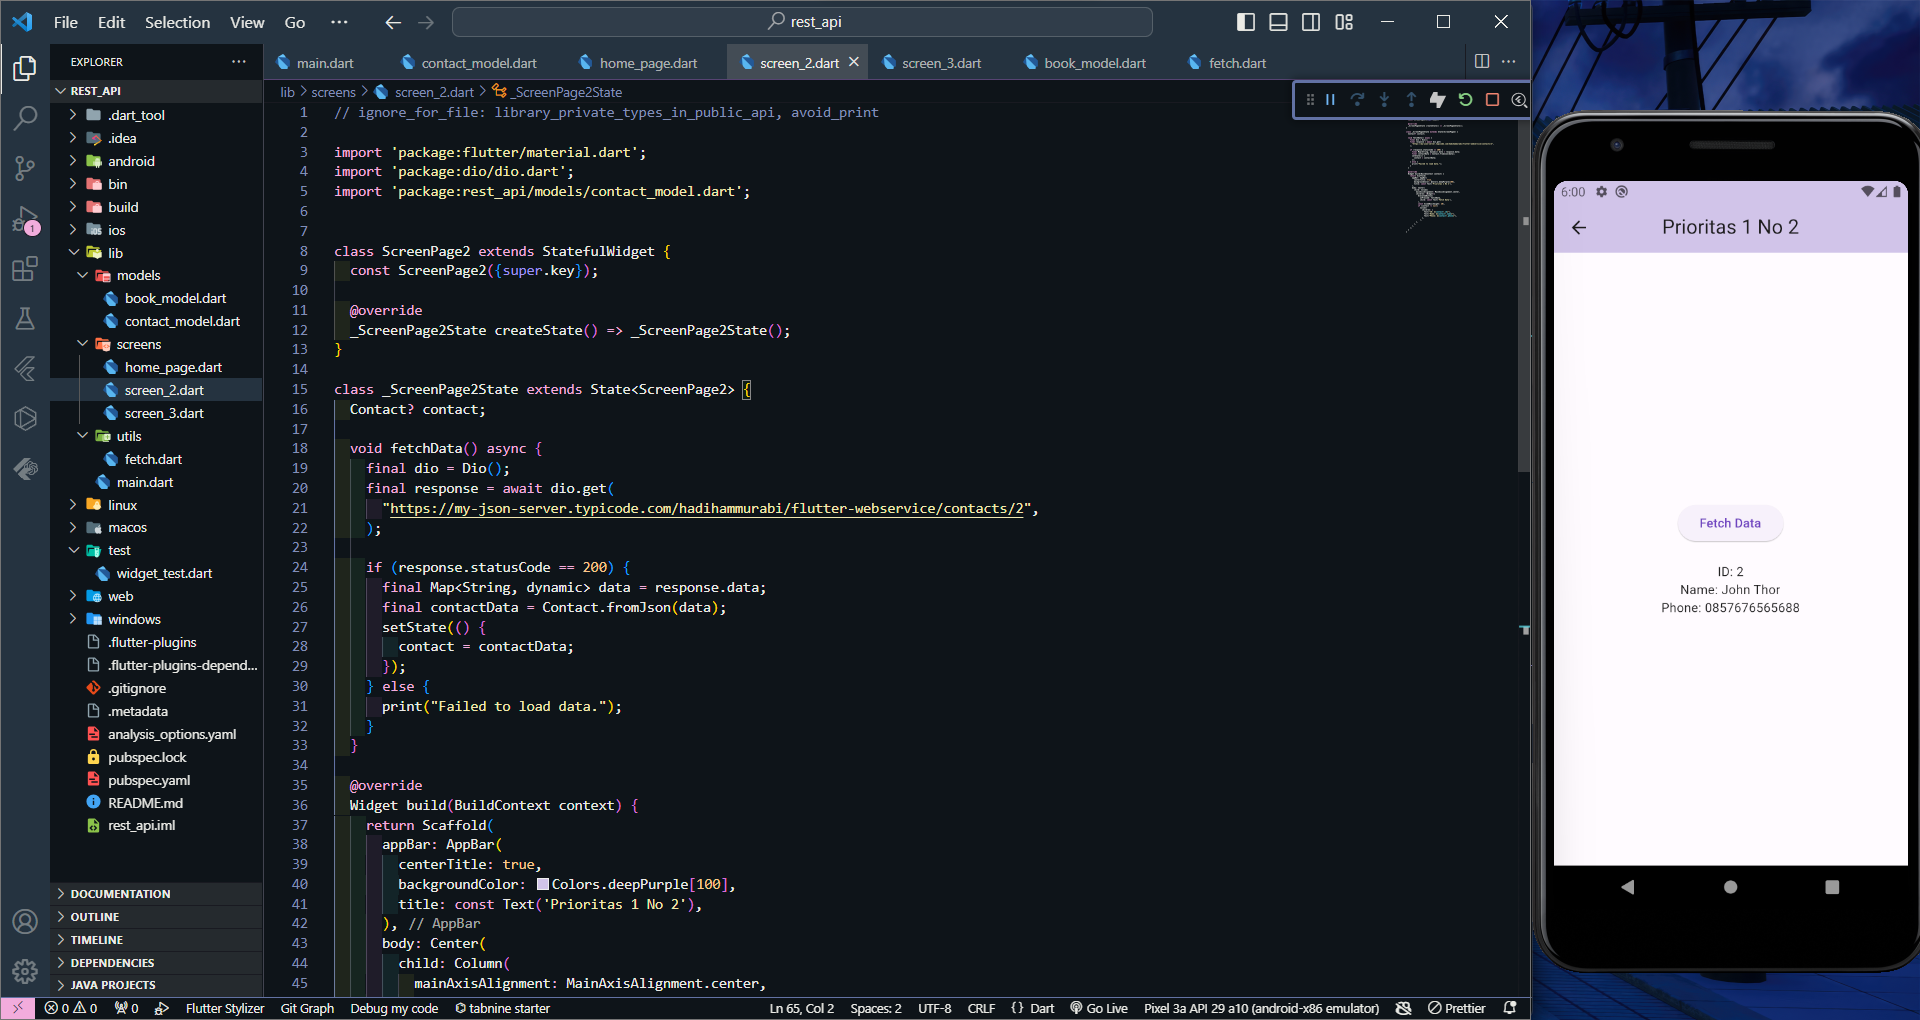 File Edit Selection View Go ··· rest_api
EXPLORER ···
main.dart contact_model.dart home_page.dart screen_2.dart screen_3.dart book_model.dart fetch.dart ···
REST_API
.dart_tool
.idea
android
bin
build
ios
lib
models
book_model.dart
contact_model.dart
screens
home_page.dart
screen_2.dart
screen_3.dart
utils
fetch.dart
main.dart
linux
macos
test
widget_test.dart
web
windows
.flutter-plugins
.flutter-plugins-depend...
.gitignore
.metadata
analysis_options.yaml
pubspec.lock
pubspec.yaml
README.md
rest_api.iml
DOCUMENTATION
OUTLINE
TIMELINE
DEPENDENCIES
JAVA PROJECTS
1
lib > screens > screen_2.dart > _ScreenPage2State
1 // ignore_for_file: library_private_types_in_public_api, avoid_print
2
3 import 'package:flutter/material.dart';
4 import 'package:dio/dio.dart';
5 import 'package:rest_api/models/contact_model.dart';
6
7
8 class ScreenPage2 extends StatefulWidget {
9 const ScreenPage2({super.key});
10
11 @override
12 _ScreenPage2State createState() => _ScreenPage2State();
13 }
14
15 class _ScreenPage2State extends State<ScreenPage2> {
16 Contact? contact;
17
18 void fetchData() async {
19 final dio = Dio();
20 final response = await dio.get(
21 "https://my-json-server.typicode.com/hadihammurabi/flutter-webservice/contacts/2",
22 );
23
24 if (response.statusCode == 200) {
25 final Map<String, dynamic> data = response.data;
26 final contactData = Contact.fromJson(data);
27 setState(() {
28 contact = contactData;
29 });
30 } else {
31 print("Failed to load data.");
32 }
33 }
34
35 @override
36 Widget build(BuildContext context) {
37 return Scaffold(
38 appBar: AppBar(
39 centerTitle: true,
40 backgroundColor: Colors.deepPurple[100],
41 title: const Text('Prioritas 1 No 2'),
42 ), // AppBar
43 body: Center(
44 child: Column(
45 mainAxisAlignment: MainAxisAlignment.center,
0 0 0 Flutter Stylizer Git Graph Debug my code tabnine starter Ln 65, Col 2 Spaces: 2 UTF-8 CRLF {} Dart Go Live Pixel 3a API 29 a10 (android-x86 emulator) Prettier
6:00
Prioritas 1 No 2
Fetch Data
ID: 2
Name: John Thor
Phone: 0857676565688